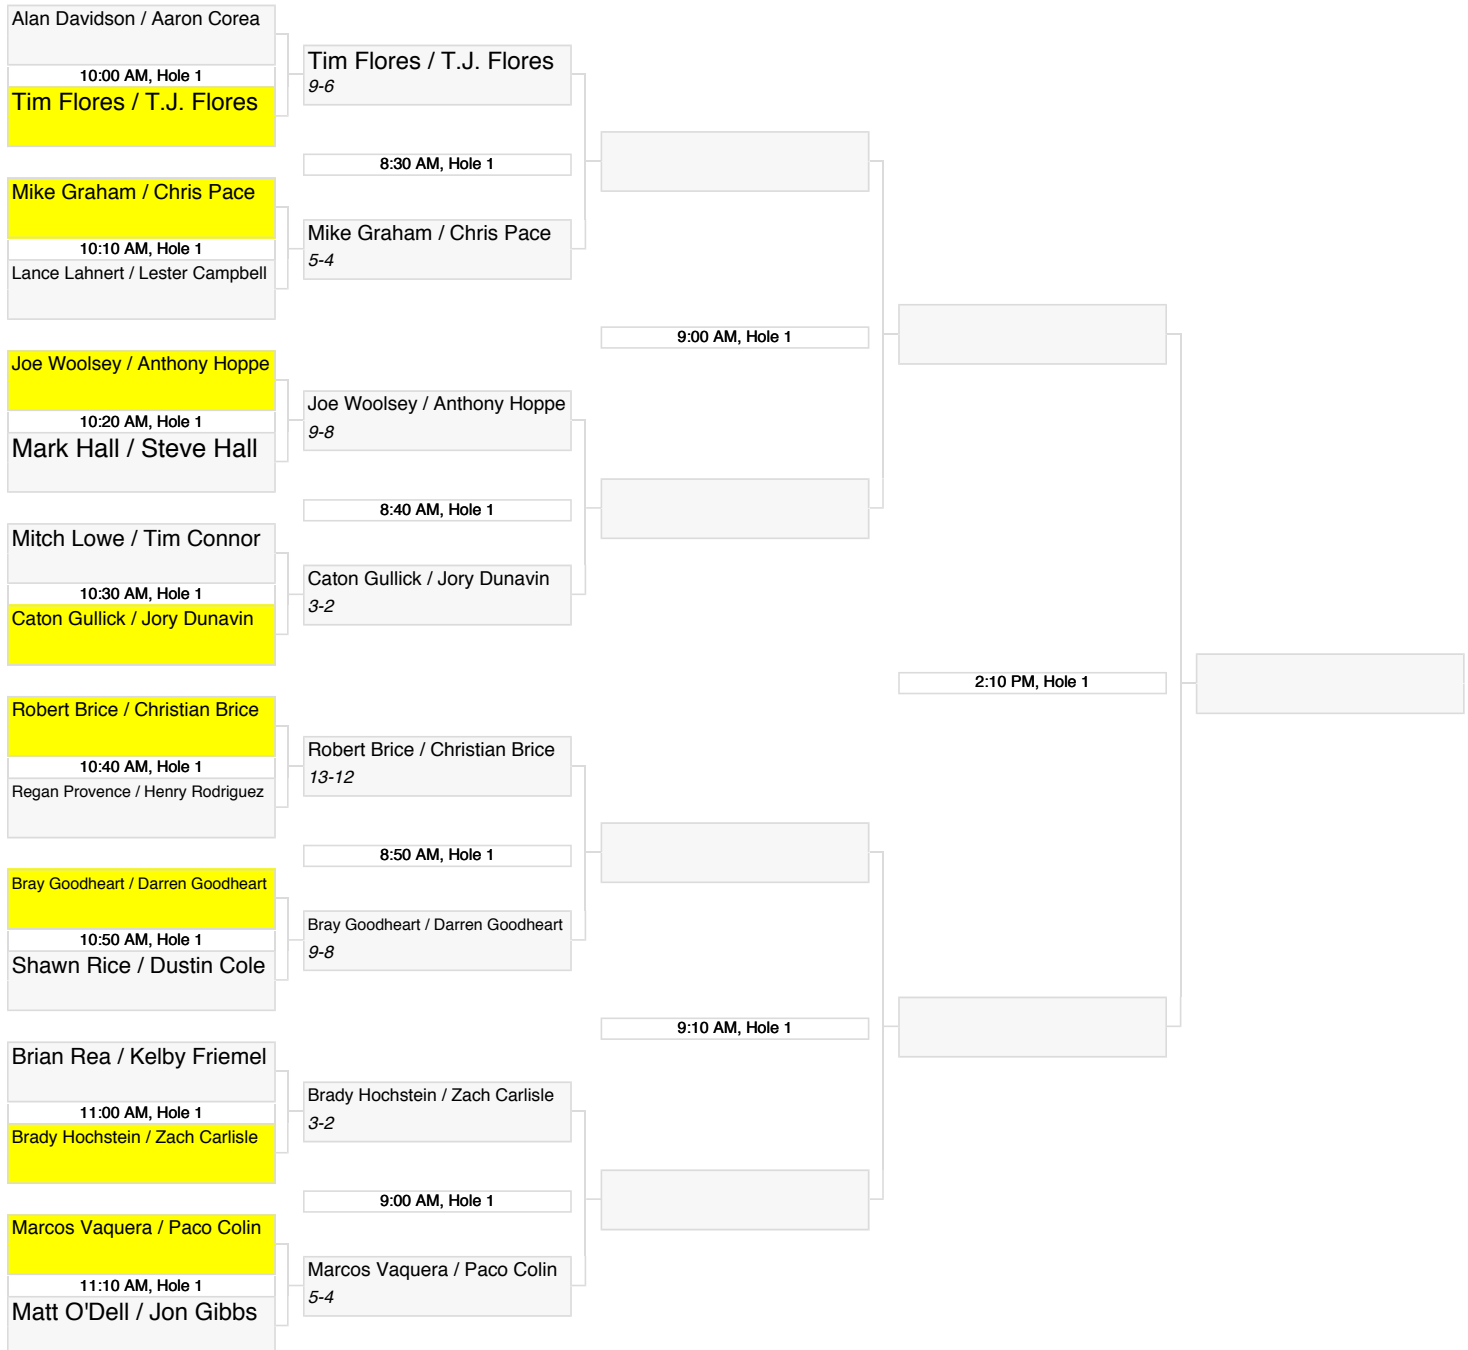 Alan Davidson / Aaron Corea
10:00 AM, Hole 1
Tim Flores / T.J. Flores
Mike Graham / Chris Pace
10:10 AM, Hole 1
Lance Lahnert / Lester Campbell
Joe Woolsey / Anthony Hoppe
10:20 AM, Hole 1
Mark Hall / Steve Hall
Mitch Lowe / Tim Connor
10:30 AM, Hole 1
Caton Gullick / Jory Dunavin
Robert Brice / Christian Brice
10:40 AM, Hole 1
Regan Provence / Henry Rodriguez
Bray Goodheart / Darren Goodheart
10:50 AM, Hole 1
Shawn Rice / Dustin Cole
Brian Rea / Kelby Friemel
11:00 AM, Hole 1
Brady Hochstein / Zach Carlisle
Marcos Vaquera / Paco Colin
11:10 AM, Hole 1
Matt O'Dell / Jon Gibbs
Tim Flores / T.J. Flores
9-6
8:30 AM, Hole 1
Mike Graham / Chris Pace
5-4
Joe Woolsey / Anthony Hoppe
9-8
8:40 AM, Hole 1
Caton Gullick / Jory Dunavin
3-2
Robert Brice / Christian Brice
13-12
8:50 AM, Hole 1
Bray Goodheart / Darren Goodheart
9-8
Brady Hochstein / Zach Carlisle
3-2
9:00 AM, Hole 1
Marcos Vaquera / Paco Colin
5-4
9:00 AM, Hole 1
9:10 AM, Hole 1
2:10 PM, Hole 1